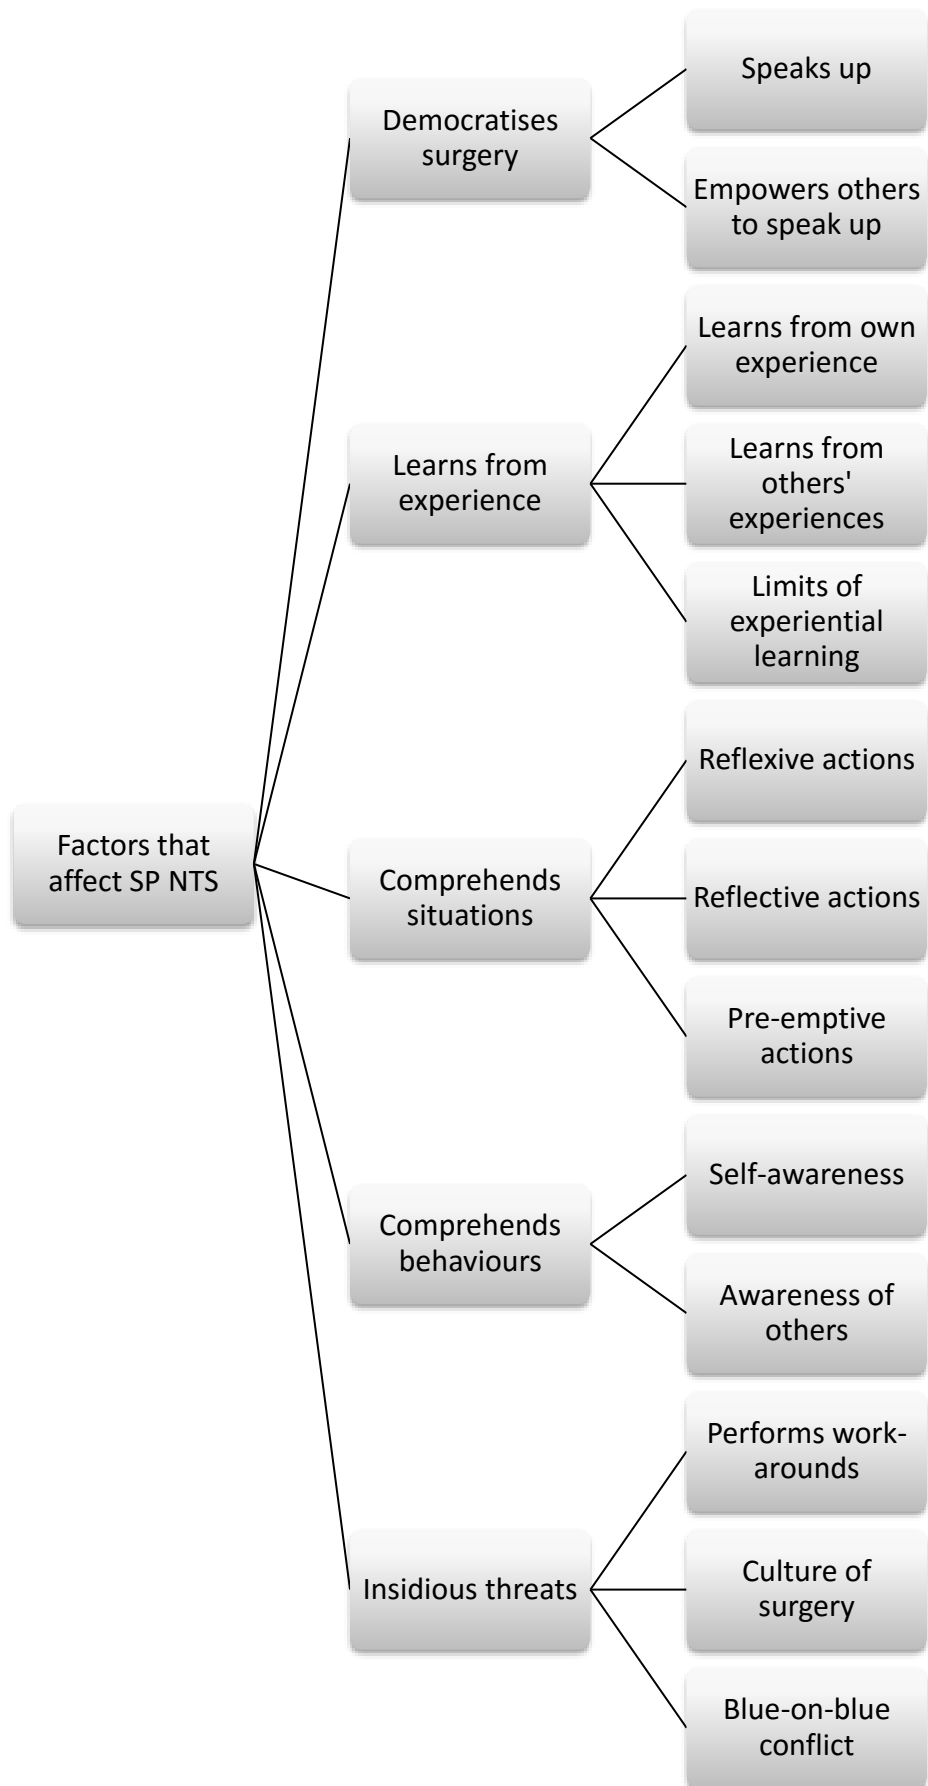 Factors that
affect SP NTS
Democratises
surgery
Speaks up
Empowers others
to speak up
Learns from
experience
Learns from own
experience
Learns from
others'
experiences
Limits of
experiential
learning
Comprehends
situations
Reflexive actions
Reflective actions
Pre-emptive
actions
Comprehends
behaviours
Self-awareness
Awareness of
others
Insidious threats
Performs work-
arounds
Culture of
surgery
Blue-on-blue
conflict